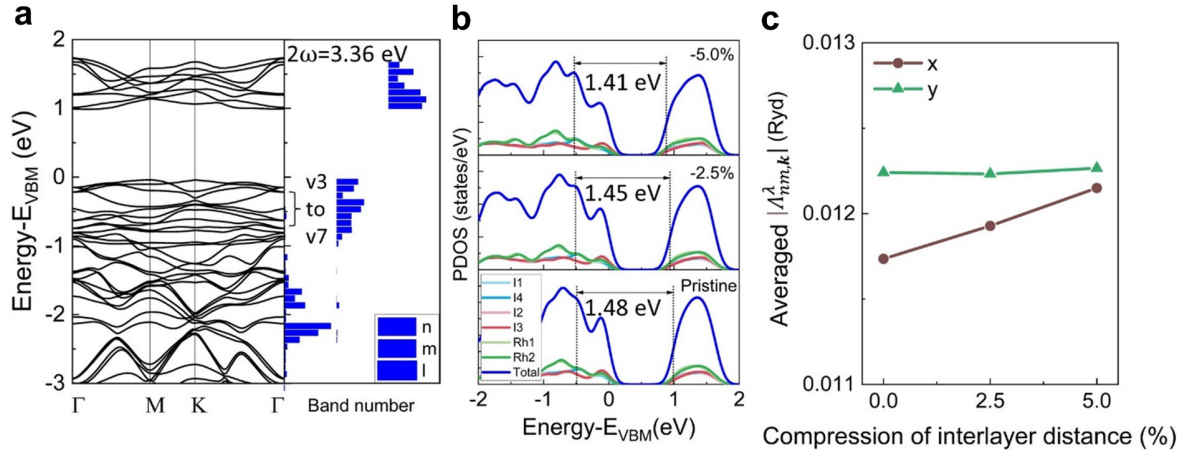 a
2
1
0
-1
-2
-3
Energy-E_VBM (eV)
Γ
M
K
Γ
2ω=3.36 eV
v3
to
v7
n
m
l
Band number
b
-5.0%
1.41 eV
-2.5%
1.45 eV
Pristine
1.48 eV
I1
I4
I2
I3
Rh1
Rh2
Total
PDOS (states/eV)
-2
-1
0
1
2
Energy-E_VBM(eV)
c
0.013
0.012
0.011
x
y
Averaged |Λ^λ_nm,k| (Ryd)
0.0
2.5
5.0
Compression of interlayer distance (%)